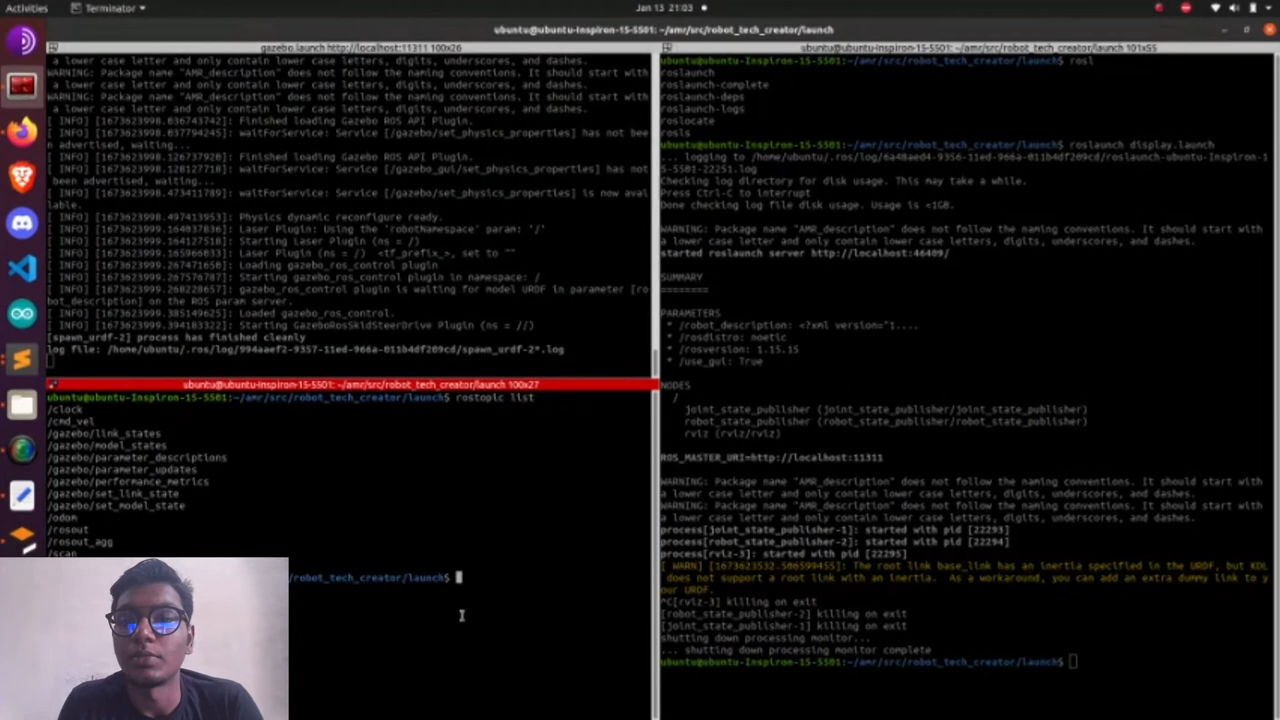 Activities
Terminator
Jan 13 21:03
ubuntu@ubuntu-Inspiron-15-5501: ~/amr/src/robot_tech_creator/launch
gazebo.launch http://localhost:11311 100x26
a lower case letter and only contain lower case letters, digits, underscores, and dashes.
WARNING: Package name "AMR_description" does not follow the naming conventions. It should start with
a lower case letter and only contain lower case letters, digits, underscores, and dashes.
WARNING: Package name "AMR_description" does not follow the naming conventions. It should start with
a lower case letter and only contain lower case letters, digits, underscores, and dashes.
[ INFO] [1673623998.036743742]: Finished loading Gazebo ROS API Plugin.
[ INFO] [1673623998.037794245]: waitForService: Service [/gazebo/set_physics_properties] has not bee
n advertised, waiting...
[ INFO] [1673623998.126737920]: Finished loading Gazebo ROS API Plugin.
[ INFO] [1673623998.128127718]: waitForService: Service [/gazebo_gui/set_physics_properties] has not
been advertised, waiting...
[ INFO] [1673623998.473411789]: waitForService: Service [/gazebo/set_physics_properties] is now avai
lable.
[ INFO] [1673623998.497413953]: Physics dynamic reconfigure ready.
[ INFO] [1673623999.164037836]: Laser Plugin: Using the 'robotNamespace' param: '/'
[ INFO] [1673623999.164127518]: Starting Laser Plugin (ns = /)
[ INFO] [1673623999.165966033]: Laser Plugin (ns = /) <tf_prefix_>, set to ""
[ INFO] [1673623999.267471658]: Loading gazebo_ros_control plugin
[ INFO] [1673623999.267576787]: Starting gazebo_ros_control plugin in namespace: /
[ INFO] [1673623999.268228657]: gazebo_ros_control plugin is waiting for model URDF in parameter [ro
bot_description] on the ROS param server.
[ INFO] [1673623999.385149625]: Loaded gazebo_ros_control.
[ INFO] [1673623999.394183322]: Starting GazeboRosSkidSteerDrive Plugin (ns = //)
[spawn_urdf-2] process has finished cleanly
log file: /home/ubuntu/.ros/log/994aaef2-9357-11ed-966a-011b4df209cd/spawn_urdf-2*.log
ubuntu@ubuntu-Inspiron-15-5501: ~/amr/src/robot_tech_creator/launch 100x27
ubuntu@ubuntu-Inspiron-15-5501:~/amr/src/robot_tech_creator/launch$ rostopic list
/clock
/cmd_vel
/gazebo/link_states
/gazebo/model_states
/gazebo/parameter_descriptions
/gazebo/parameter_updates
/gazebo/performance_metrics
/gazebo/set_link_state
/gazebo/set_model_state
/odom
/rosout
/rosout_agg
/scan
/robot_tech_creator/launch$
ubuntu@ubuntu-Inspiron-15-5501: ~/amr/src/robot_tech_creator/launch 101x55
ubuntu@ubuntu-Inspiron-15-5501:~/amr/src/robot_tech_creator/launch$ rosl
roslaunch
roslaunch-complete
roslaunch-deps
roslaunch-logs
roslocate
rosls
ubuntu@ubuntu-Inspiron-15-5501:~/amr/src/robot_tech_creator/launch$ roslaunch display.launch
... logging to /home/ubuntu/.ros/log/6a48aed4-9356-11ed-966a-011b4df209cd/roslaunch-ubuntu-Inspiron-1
5-5501-22251.log
Checking log directory for disk usage. This may take a while.
Press Ctrl-C to interrupt
Done checking log file disk usage. Usage is <1GB.
WARNING: Package name "AMR_description" does not follow the naming conventions. It should start with
a lower case letter and only contain lower case letters, digits, underscores, and dashes.
started roslaunch server http://localhost:46409/
SUMMARY
========
PARAMETERS
* /robot_description: <?xml version="1....
* /rosdistro: noetic
* /rosversion: 1.15.15
* /use_gui: True
NODES
/
joint_state_publisher (joint_state_publisher/joint_state_publisher)
robot_state_publisher (robot_state_publisher/robot_state_publisher)
rviz (rviz/rviz)
ROS_MASTER_URI=http://localhost:11311
WARNING: Package name "AMR_description" does not follow the naming conventions. It should start with
a lower case letter and only contain lower case letters, digits, underscores, and dashes.
WARNING: Package name "AMR_description" does not follow the naming conventions. It should start with
a lower case letter and only contain lower case letters, digits, underscores, and dashes.
process[joint_state_publisher-1]: started with pid [22293]
process[robot_state_publisher-2]: started with pid [22294]
process[rviz-3]: started with pid [22295]
[ WARN] [1673623532.506599455]: The root link base_link has an inertia specified in the URDF, but KDL
does not support a root link with an inertia. As a workaround, you can add an extra dummy link to y
our URDF.
^C[rviz-3] killing on exit
[robot_state_publisher-2] killing on exit
[joint_state_publisher-1] killing on exit
shutting down processing monitor...
... shutting down processing monitor complete
ubuntu@ubuntu-Inspiron-15-5501:~/amr/src/robot_tech_creator/launch$